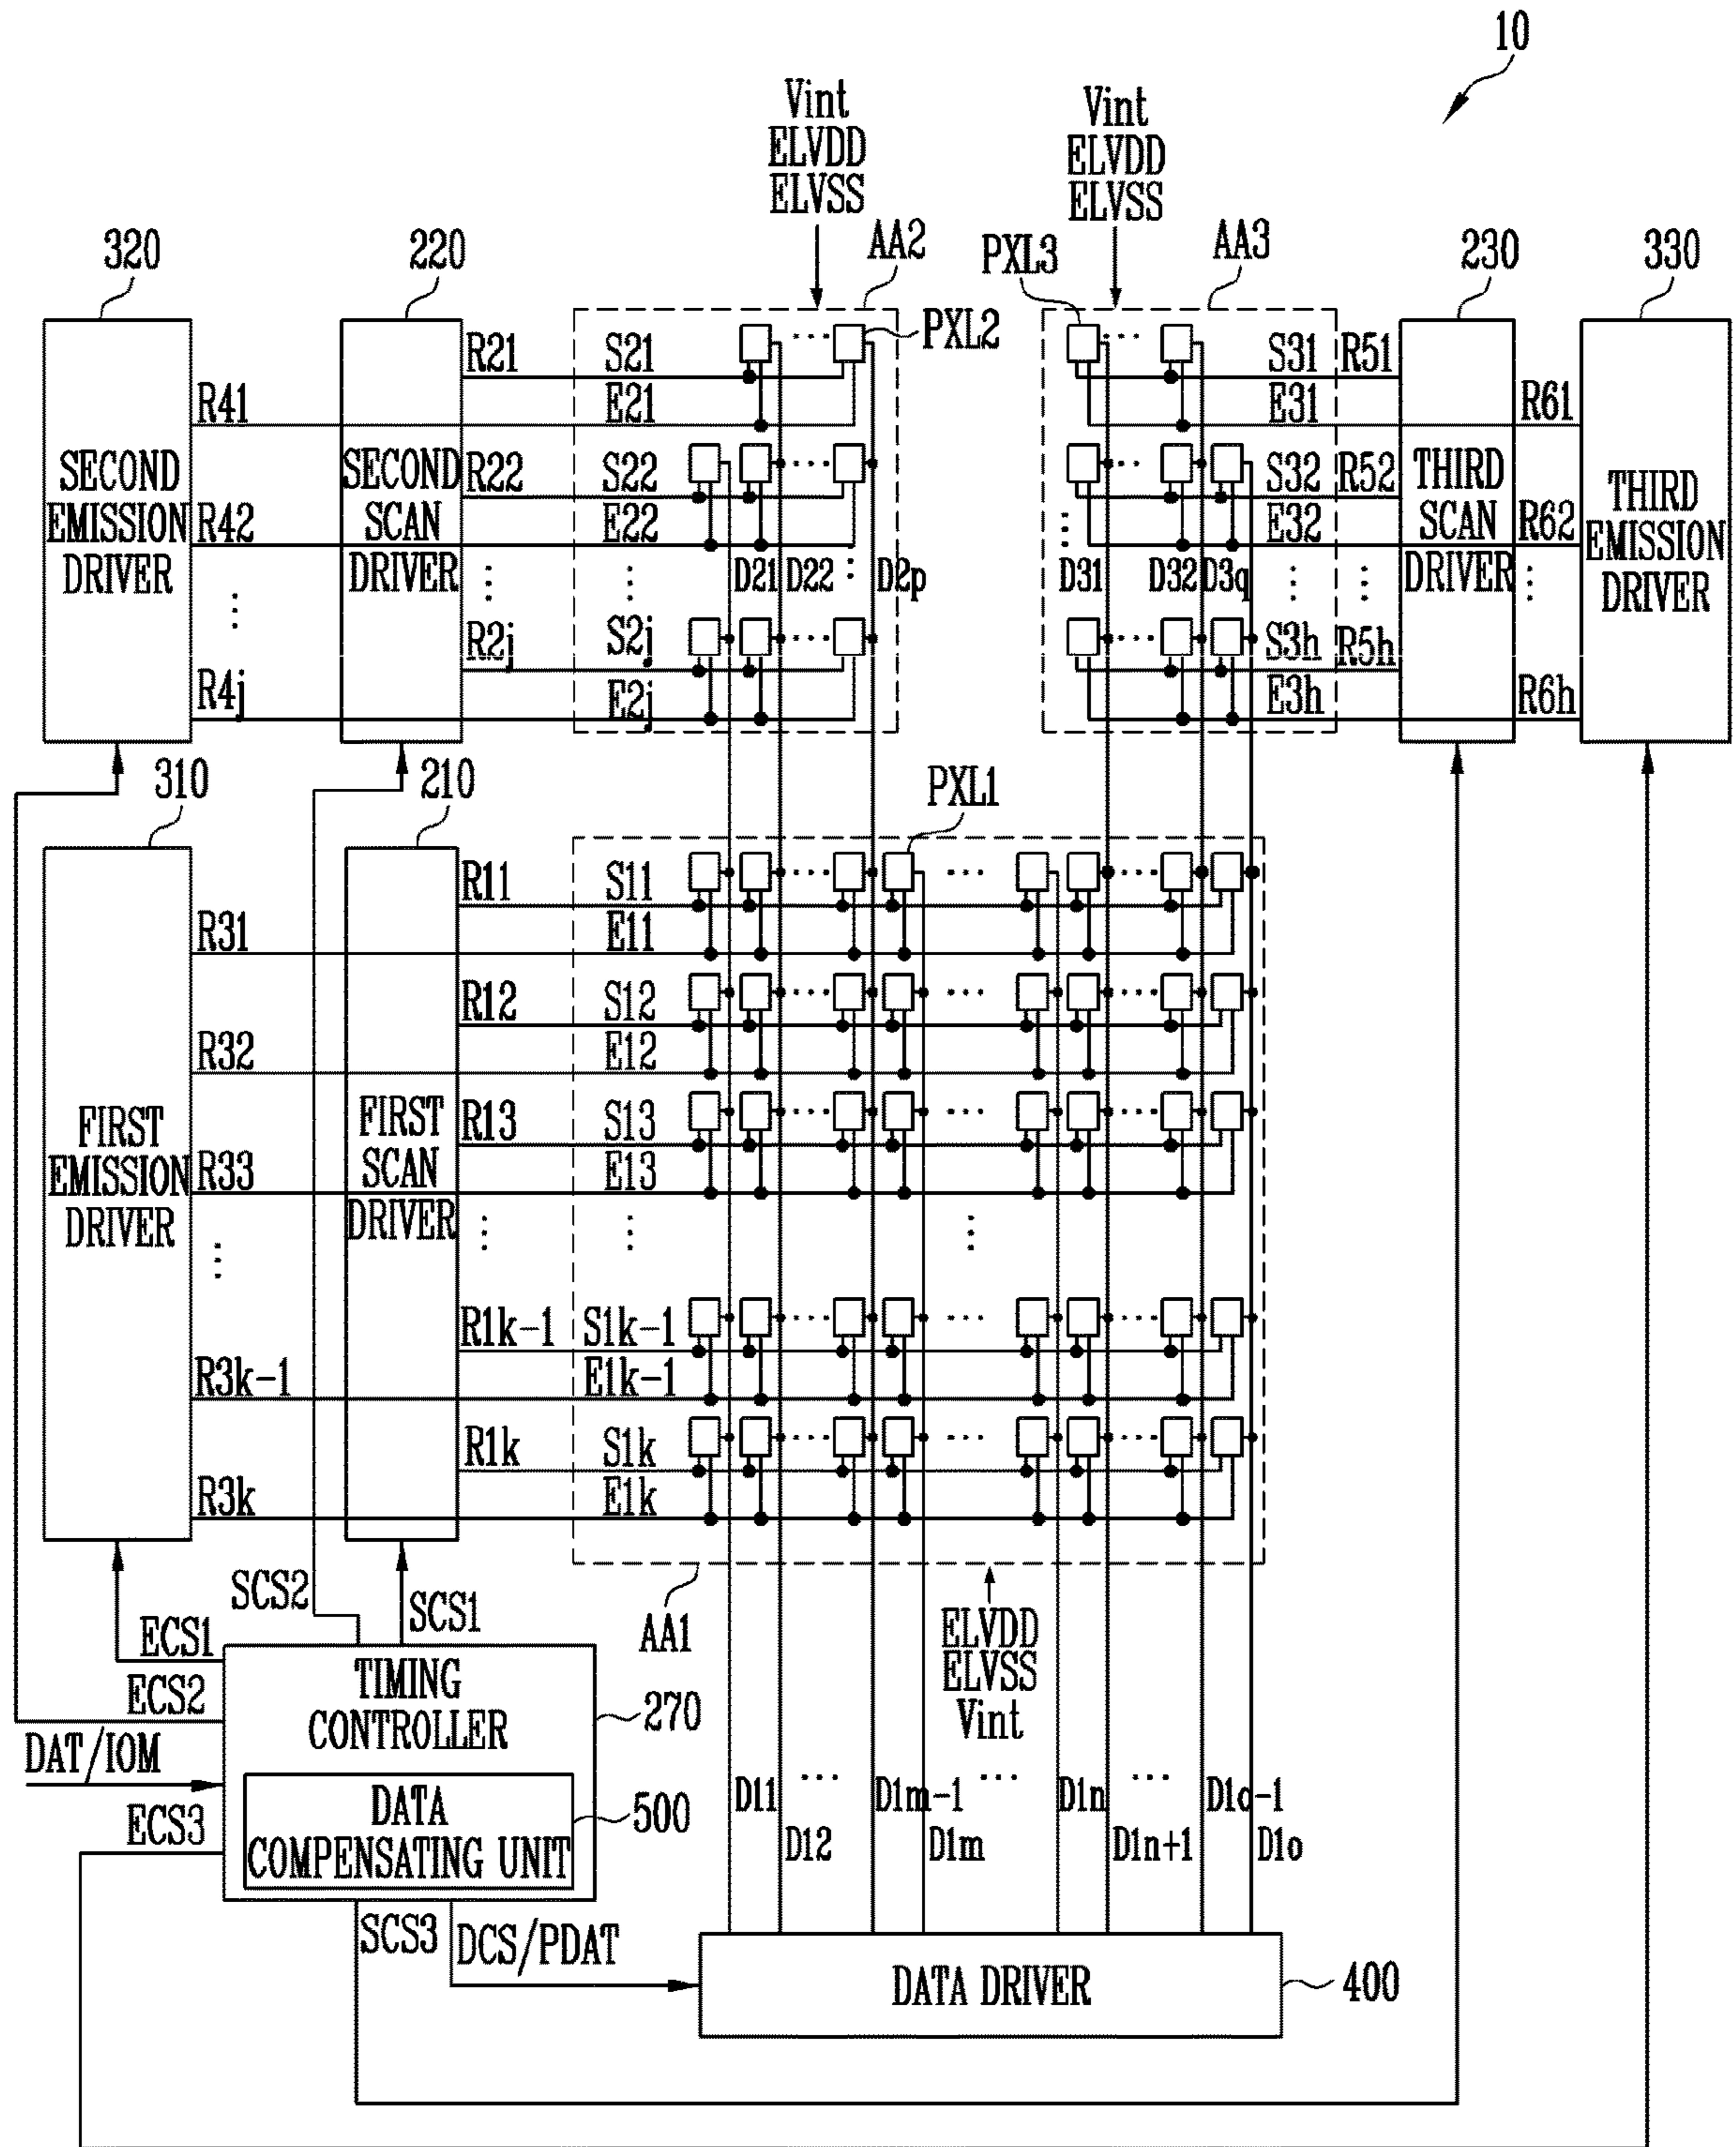 10
Vint
ELVDD
ELVSS
Vint
ELVDD
ELVSS
320
220
AA2
PXL3
AA3
230
330
PXL2
R21
S21
S31
R51
R41
E21
E31
R61
SECOND
EMISSION
DRIVER
SECOND
SCAN
DRIVER
R22
S22
S32
R52
THIRD
SCAN
DRIVER
THIRD
EMISSION
DRIVER
R42
E22
E32
R62
D21
D22
D2p
D31
D32
D3q
R2j
S2j
S3h
R5h
R4j
E2j
E3h
R6h
310
210
PXL1
R11
S11
R31
E11
R12
S12
R32
E12
FIRST
EMISSION
DRIVER
FIRST
SCAN
DRIVER
R13
S13
R33
E13
R1k-1
S1k-1
R3k-1
E1k-1
R1k
S1k
R3k
E1k
SCS2
SCS1
AA1
ELVDD
ELVSS
Vint
ECS1
ECS2
TIMING
CONTROLLER
270
DAT/IOM
ECS3
DATA
COMPENSATING UNIT
500
D11
D1m-1
D1n
D1o-1
D12
D1m
D1n+1
D1o
SCS3
DCS/PDAT
DATA DRIVER
400